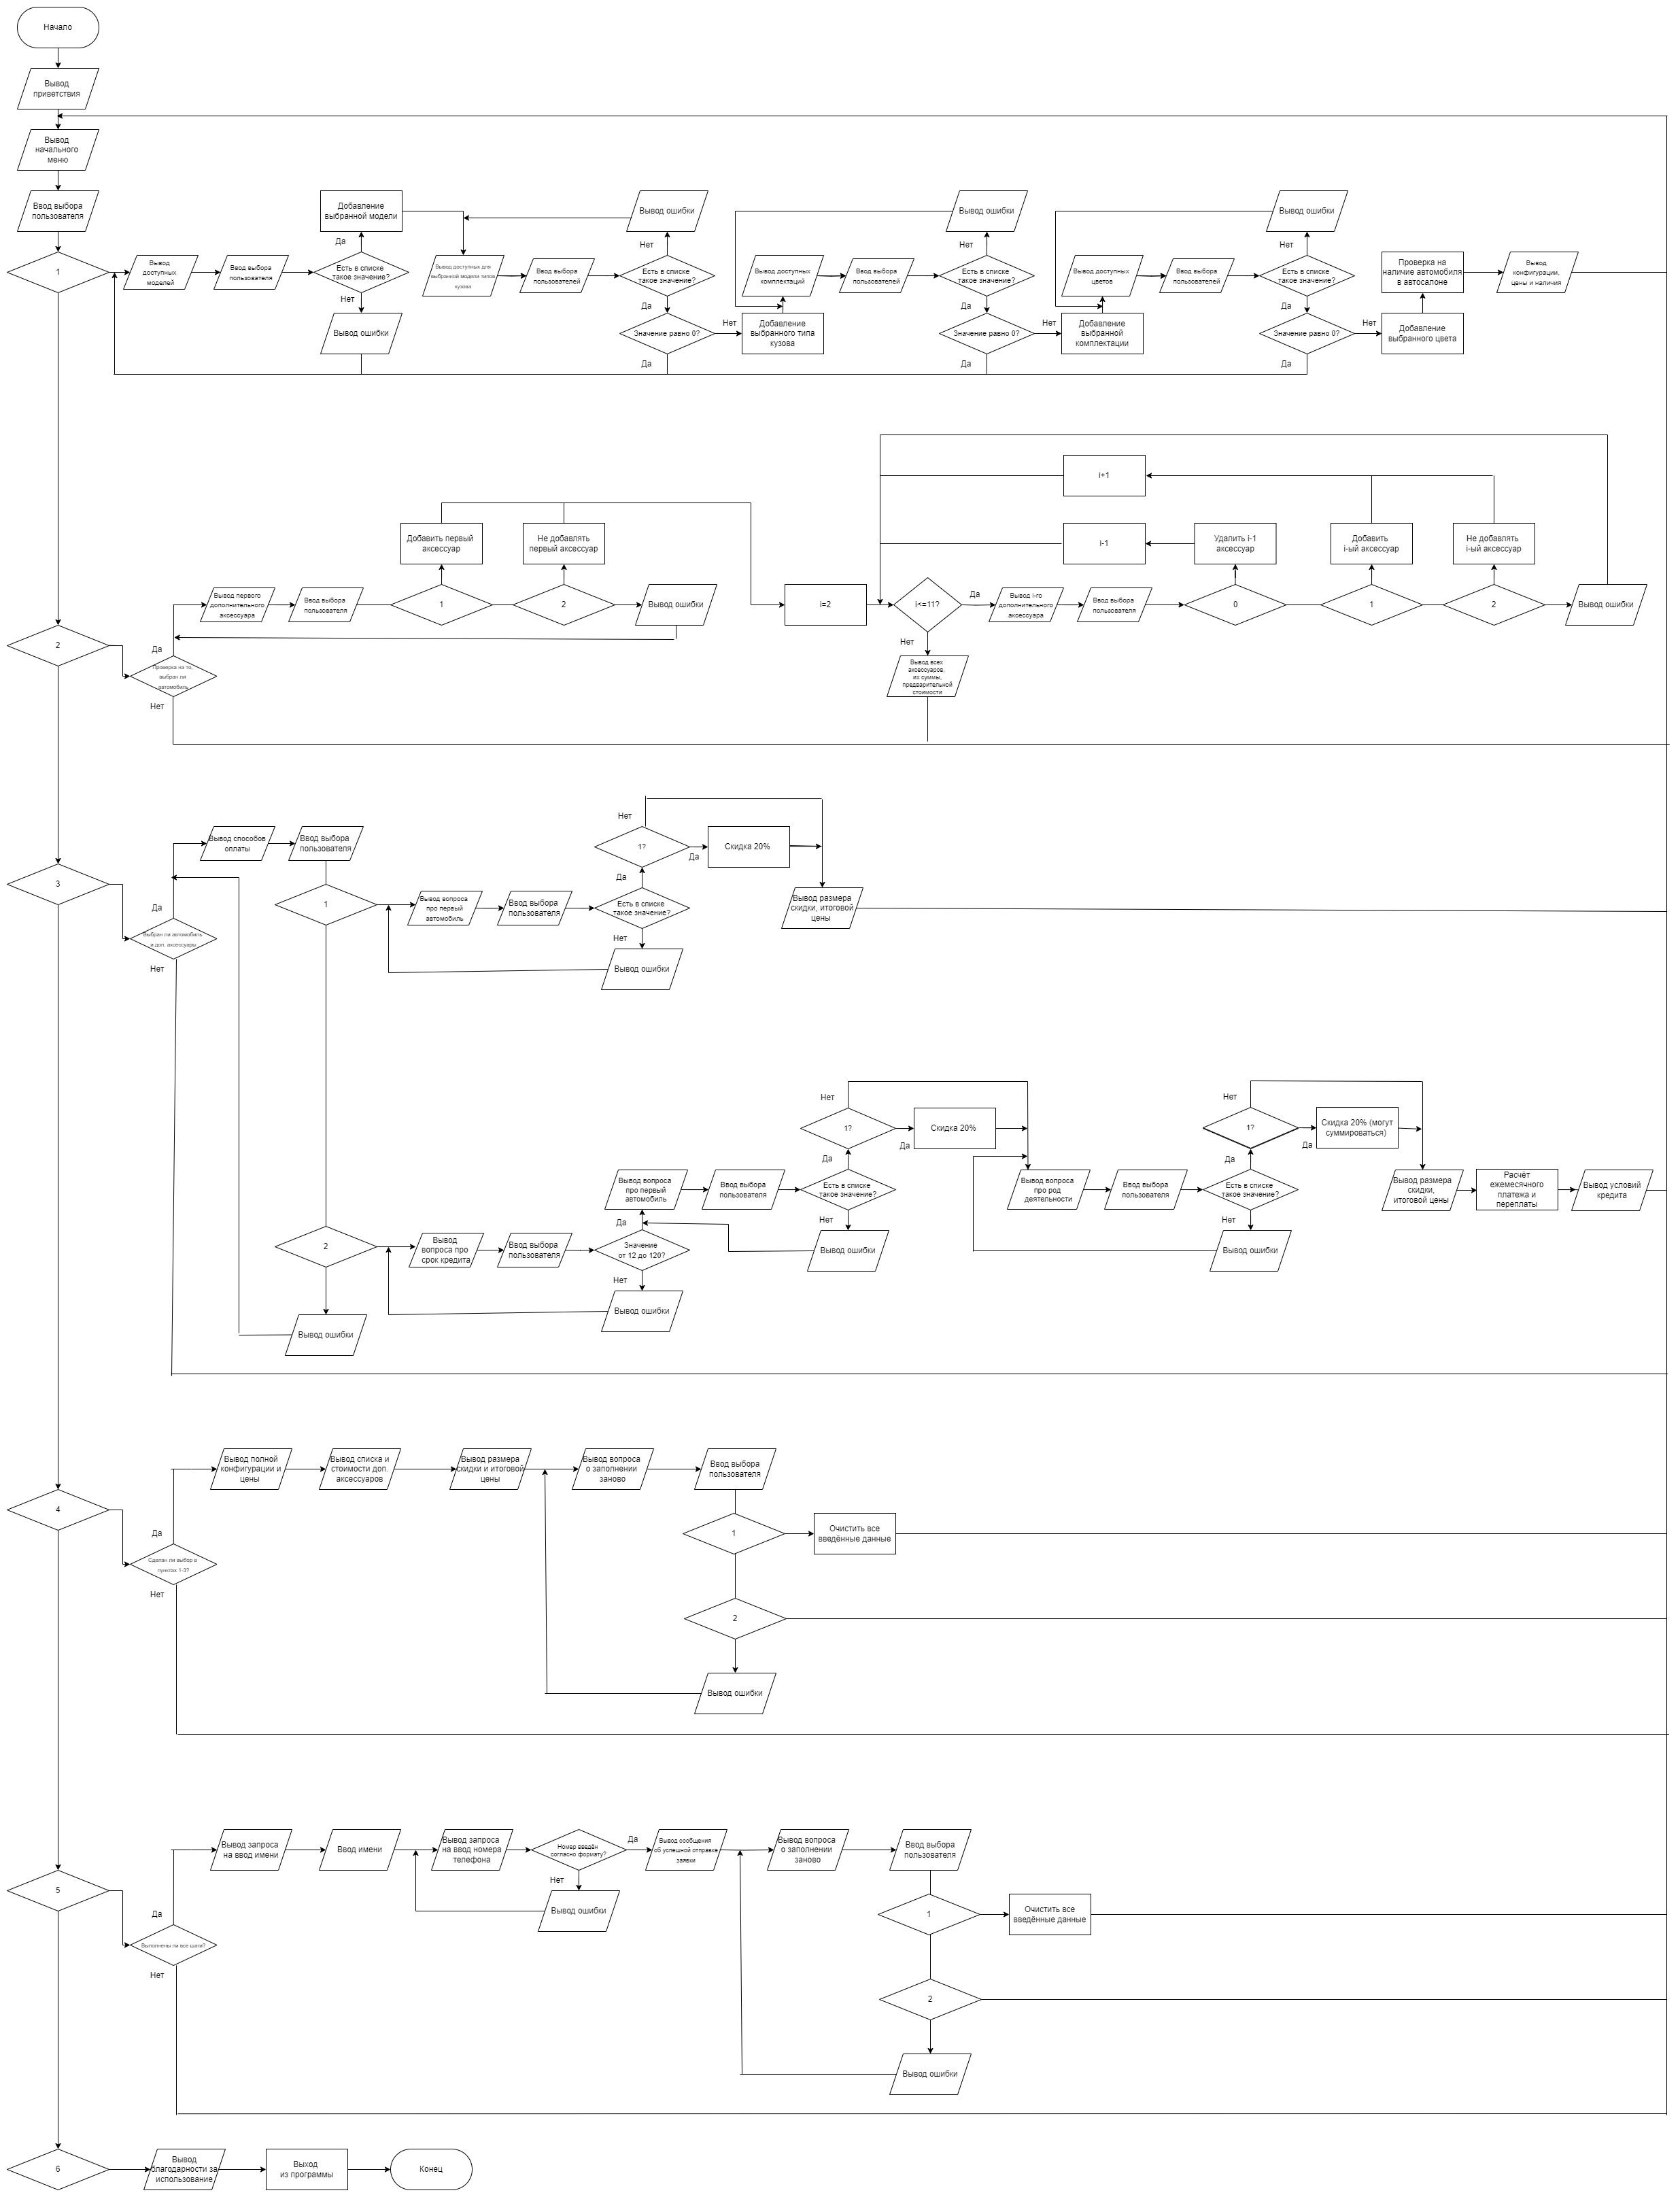 Начало
Вывод
приветствия
Вывод
начального
меню
Ввод выбора
пользователя
1
Вывод
доступных
моделей
Ввод выбора
пользователя
Есть в списке
такое значение?
Да
Добавление
выбранной модели
Нет
Вывод ошибки
Вывод доступных для
выбранной модели типов
кузова
Ввод выбора
пользователей
Есть в списке
такое значение?
Нет
Вывод ошибки
Да
Значение равно 0?
Да
Нет
Добавление
выбранного типа
кузова
Вывод доступных
комплектаций
Ввод выбора
пользователей
Есть в списке
такое значение?
Нет
Вывод ошибки
Да
Значение равно 0?
Да
Нет
Добавление
выбранной
комплектации
Вывод доступных
цветов
Ввод выбора
пользователей
Есть в списке
такое значение?
Нет
Вывод ошибки
Да
Значение равно 0?
Да
Нет
Добавление
выбранного цвета
Проверка на
наличие автомобиля
в автосалоне
Вывод
конфигурации,
цены и наличия
2
Проверка на то,
выбран ли
автомобиль
Да
Нет
Вывод первого
дополнительного
аксессуара
Ввод выбора
пользователя
1
Добавить первый
аксессуар
2
Не добавлять
первый аксессуар
Вывод ошибки
i=2
i<=11?
Да
Нет
Вывод всех
аксессуаров,
их суммы,
предварительной
стоимости
Вывод i-го
дополнительного
аксессуара
Ввод выбора
пользователя
0
Удалить i-1
аксессуар
i-1
i+1
1
Добавить
i-ый аксессуар
2
Не добавлять
i-ый аксессуар
Вывод ошибки
3
Выбран ли автомобиль
и доп. аксессуары
Да
Нет
Вывод способов
оплаты
Ввод выбора
пользователя
1
Вывод вопроса
про первый
автомобиль
Ввод выбора
пользователя
Есть в списке
такое значение?
Нет
Вывод ошибки
Да
1?
Нет
Да
Скидка 20%
Вывод размера
скидки, итоговой
цены
2
Вывод ошибки
Вывод
вопроса про
срок кредита
Ввод выбора
пользователя
Значение
от 12 до 120?
Нет
Вывод ошибки
Да
Вывод вопроса
про первый
автомобиль
Ввод выбора
пользователя
Есть в списке
такое значение?
Нет
Вывод ошибки
Да
1?
Нет
Да
Скидка 20%
Вывод вопроса
про род
деятельности
Ввод выбора
пользователя
Есть в списке
такое значение?
Нет
Вывод ошибки
Да
1?
Нет
Да
Скидка 20% (могут
суммироваться)
Вывод размера
скидки,
итоговой цены
Расчёт
ежемесячного
платежа и
переплаты
Вывод условий
кредита
4
Сделан ли выбор в
пунктах 1-3?
Да
Нет
Вывод полной
конфигурации и
цены
Вывод списка и
стоимости доп.
аксессуаров
Вывод размера
скидки и итоговой
цены
Вывод вопроса
о заполнении
заново
Ввод выбора
пользователя
1
Очистить все
введённые данные
2
Вывод ошибки
5
Выполнены ли все шаги?
Да
Нет
Вывод запроса
на ввод имени
Ввод имени
Вывод запроса
на ввод номера
телефона
Номер введён
согласно формату?
Да
Нет
Вывод ошибки
Вывод сообщения
об успешной отправке
заявки
Вывод вопроса
о заполнении
заново
Ввод выбора
пользователя
1
Очистить все
введённые данные
2
Вывод ошибки
6
Вывод
благодарности за
использование
Выход
из программы
Конец